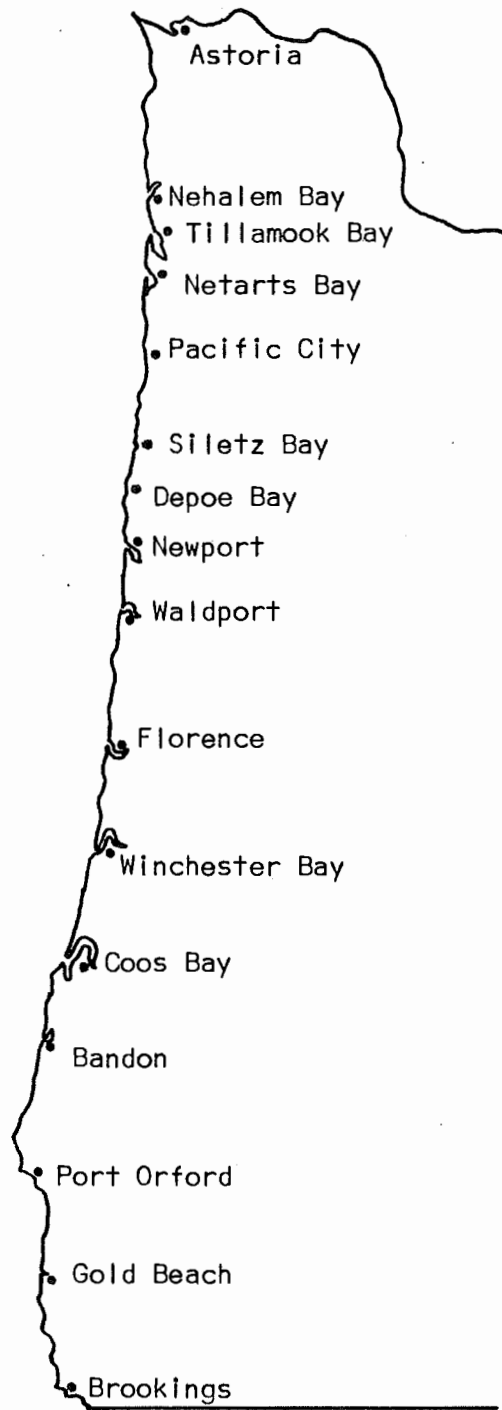 Astoria
Nehalem Bay
Tillamook Bay
Netarts Bay
Pacific City
Siletz Bay
Depoe Bay
Newport
Waldport
Florence
Winchester Bay
Coos Bay
Bandon
Port Orford
Gold Beach
Brookings